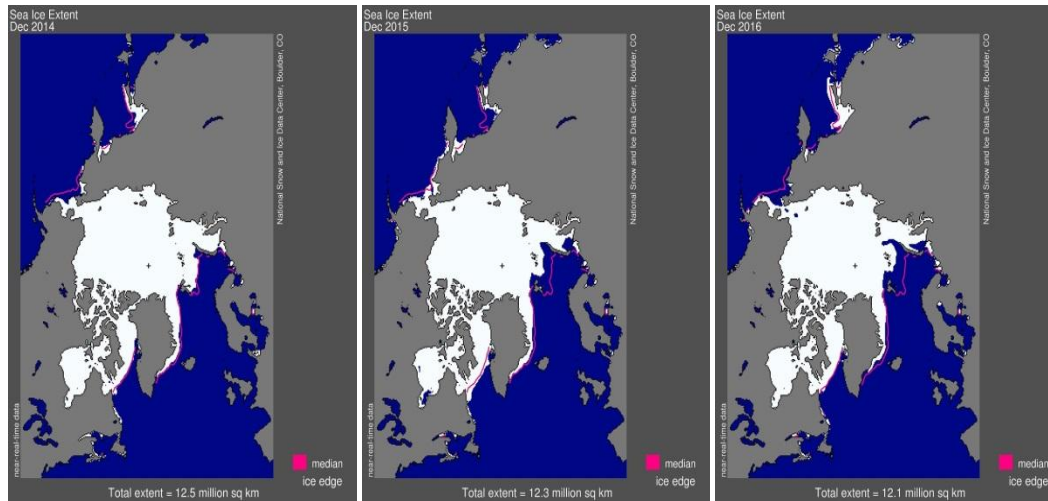 Sea Ice Extent
Dec 2014
National Snow and Ice Data Center, Boulder, CO
near-real-time data
median
ice edge
Total extent = 12.5 million sq km
Sea Ice Extent
Dec 2015
National Snow and Ice Data Center, Boulder, CO
near-real-time data
median
ice edge
Total extent = 12.3 million sq km
Sea Ice Extent
Dec 2016
National Snow and Ice Data Center, Boulder, CO
near-real-time data
median
ice edge
Total extent = 12.1 million sq km